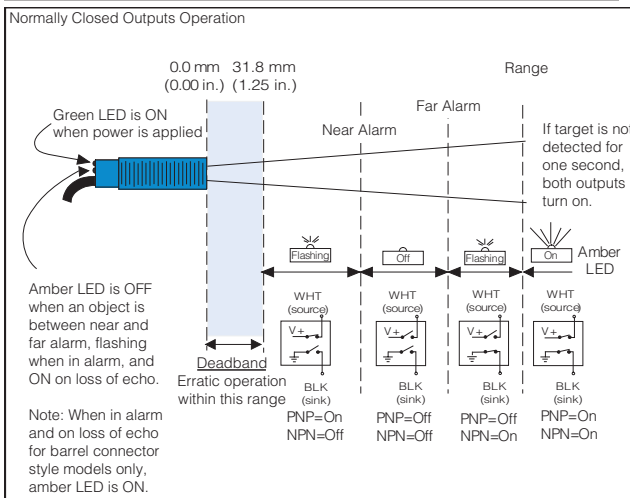 Normally Closed Outputs Operation
0.0 mm 31.8 mm
(0.00 in.) (1.25 in.)
Range
Far Alarm
Near Alarm
Green LED is ON
when power is applied
If target is not
detected for
one second,
both outputs
turn on.
Flashing
Off
Flashing
On
Amber
LED
Amber LED is OFF
when an object is
between near and
far alarm, flashing
when in alarm, and
ON on loss of echo.
Note: When in alarm
and on loss of echo
for barrel connector
style models only,
amber LED is ON.
Deadband
Erratic operation
within this range
WHT
(source)
V+
BLK
(sink)
PNP=On
NPN=Off
WHT
(source)
V+
BLK
(sink)
PNP=Off
NPN=Off
WHT
(source)
V+
BLK
(sink)
PNP=Off
NPN=On
WHT
(source)
V+
BLK
(sink)
PNP=On
NPN=On